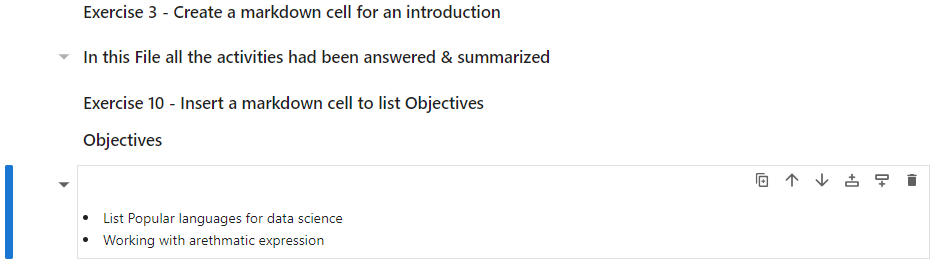 Exercise 3 - Create a markdown cell for an introduction
In this File all the activities had been answered & summarized
Exercise 10 - Insert a markdown cell to list Objectives
Objectives
• List Popular languages for data science
• Working with arethmatic expression